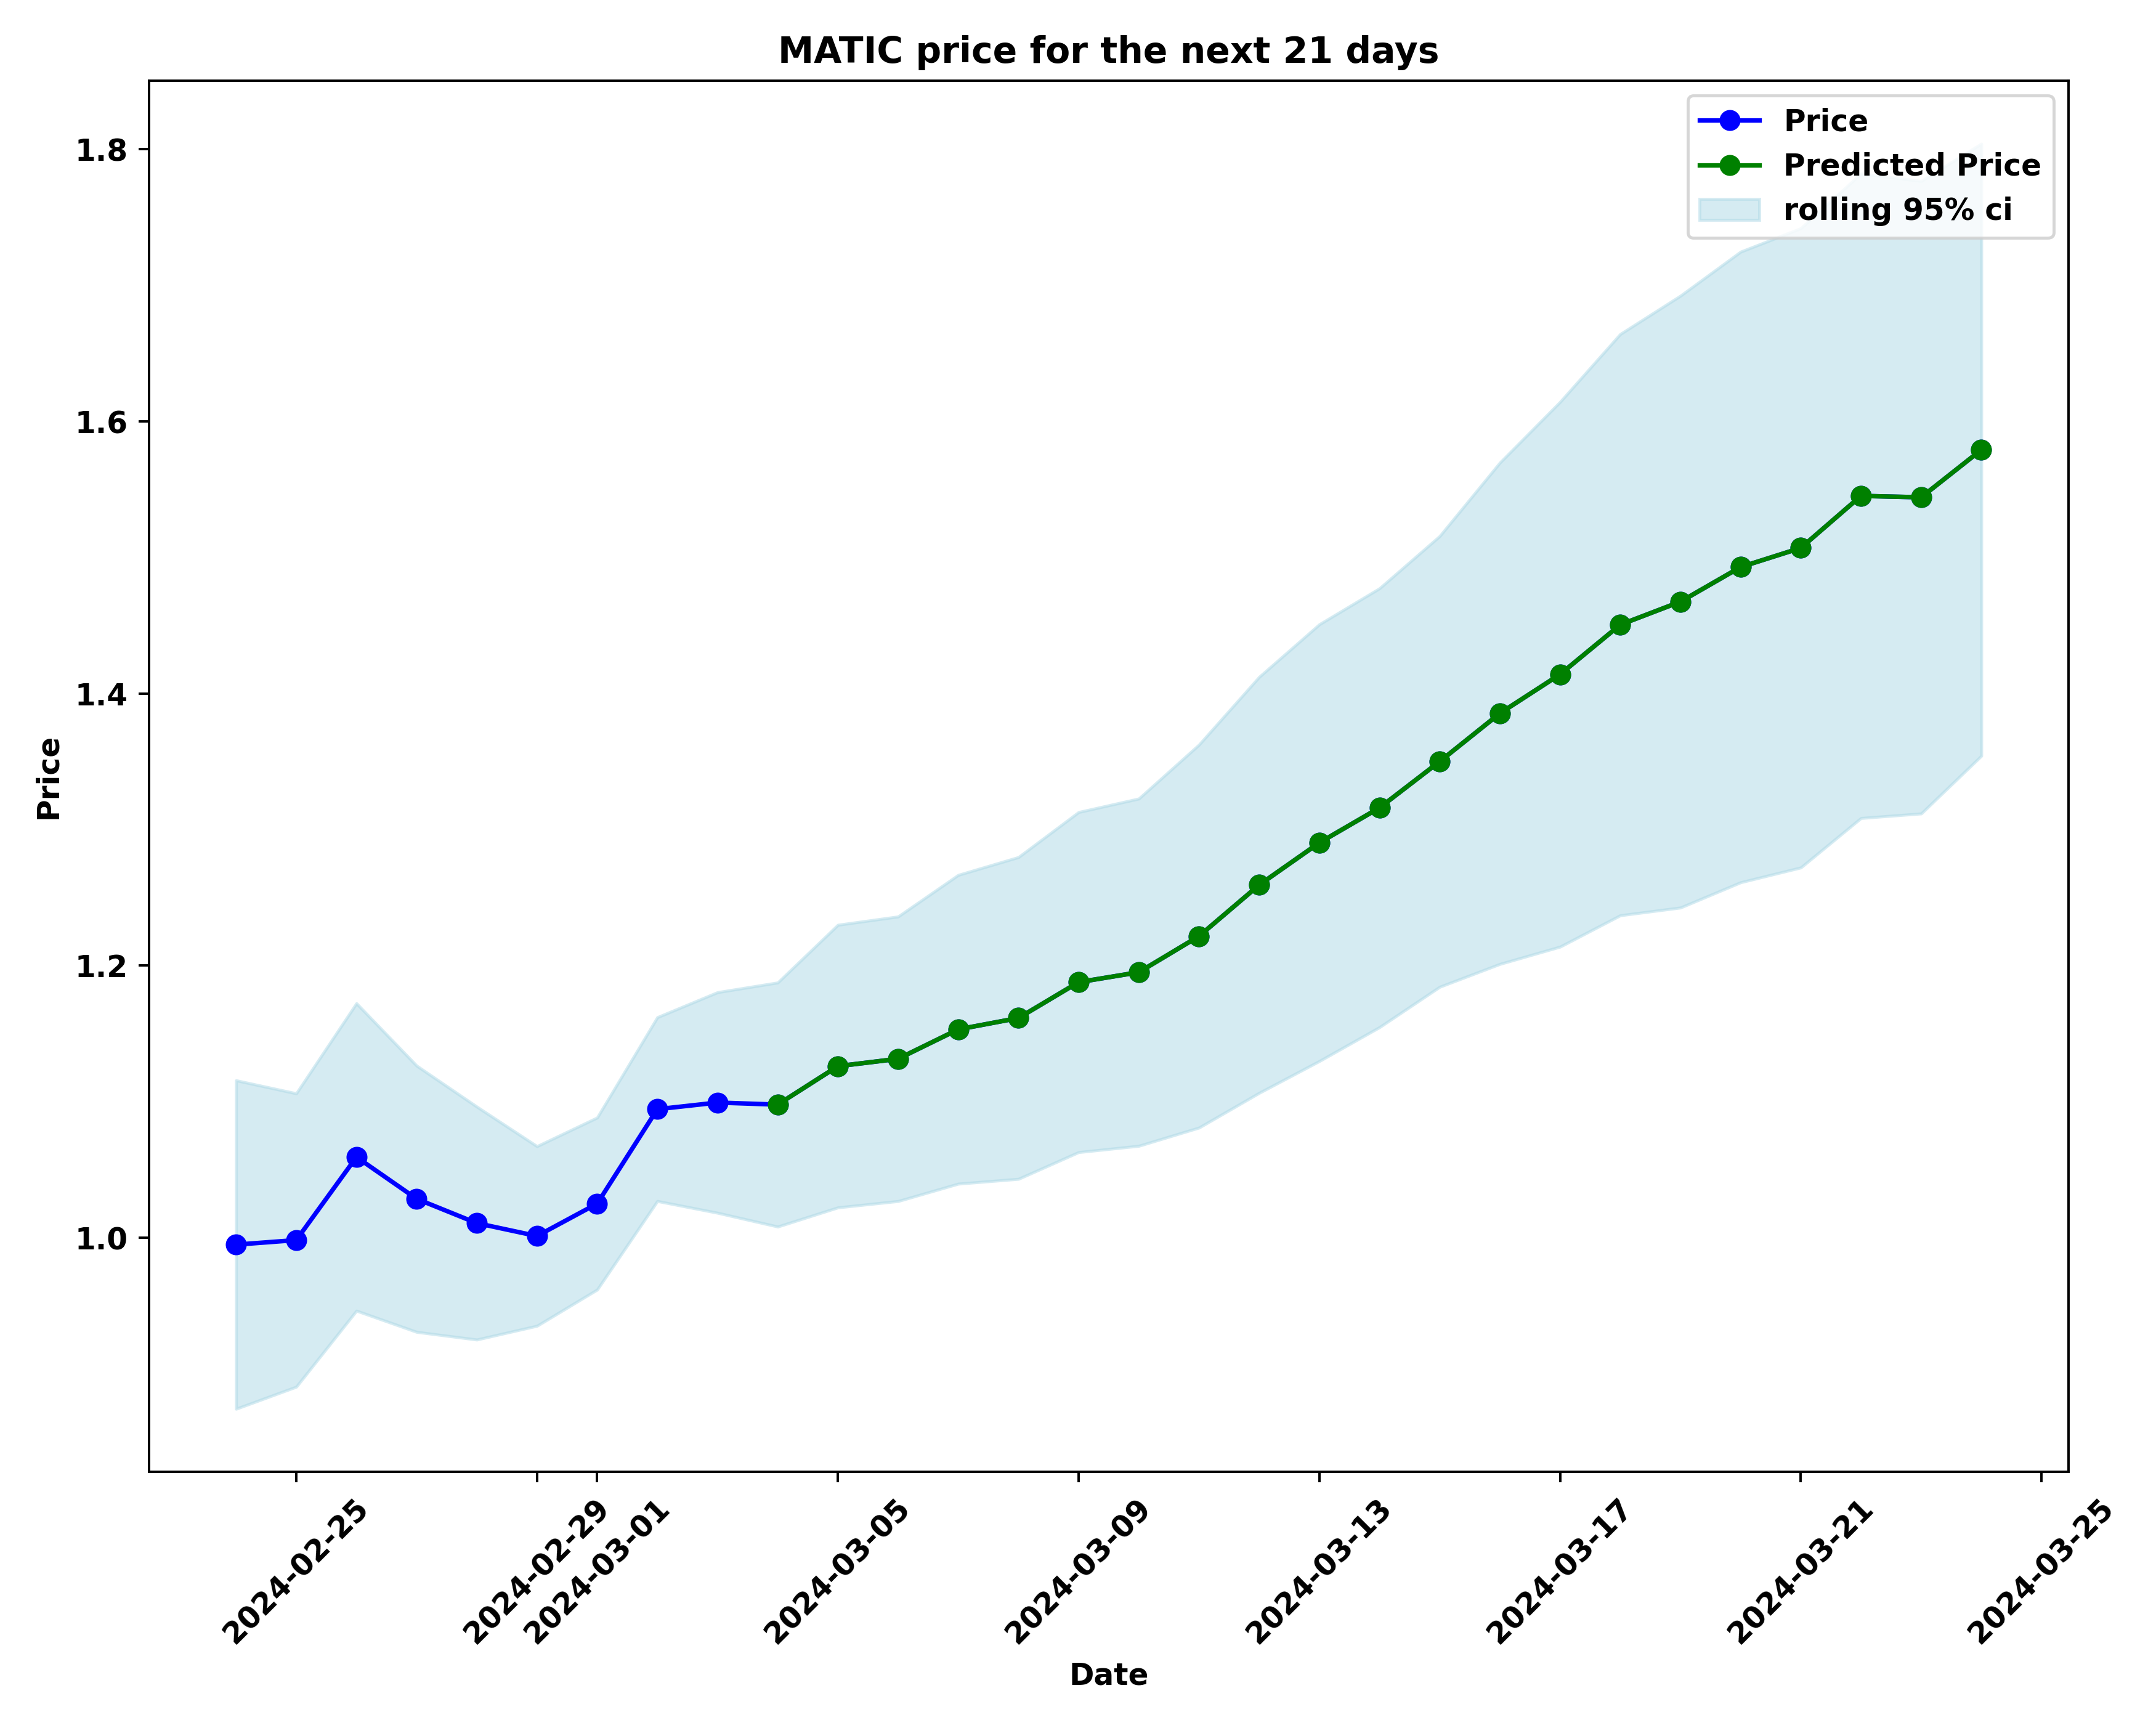 MATIC price for the next 21 days
Price
Predicted Price
rolling 95% ci
1.8
1.6
1.4
1.2
1.0
Price
2024-02-25
2024-02-29
2024-03-01
2024-03-05
2024-03-09
2024-03-13
2024-03-17
2024-03-21
2024-03-25
Date